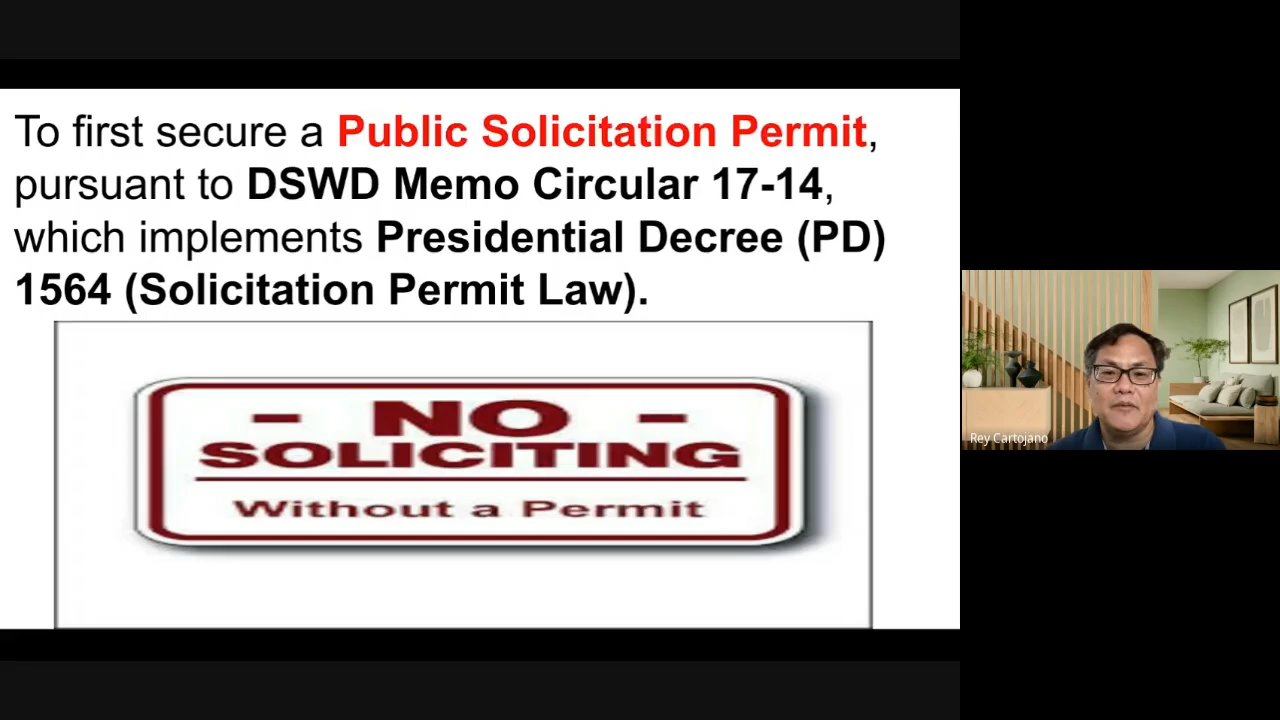 To first secure a Public Solicitation Permit,
pursuant to DSWD Memo Circular 17-14,
which implements Presidential Decree (PD)
1564 (Solicitation Permit Law).
- NO -
SOLICITING
Without a Permit
Rey Cartojano